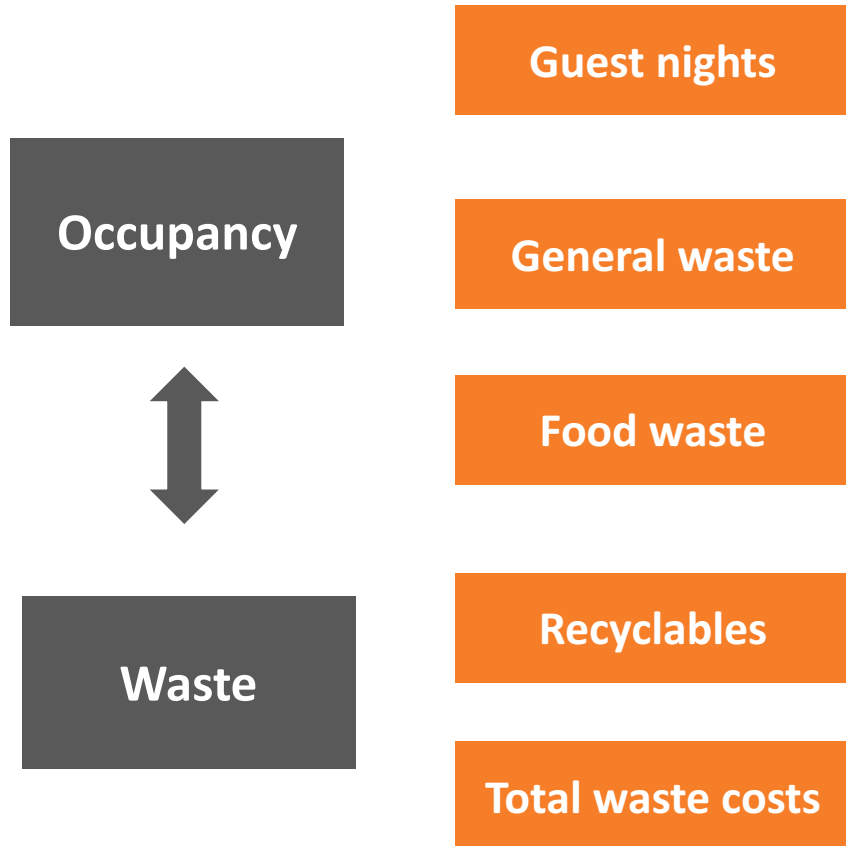 Occupancy
Waste
Guest nights
General waste
Food waste
Recyclables
Total waste costs